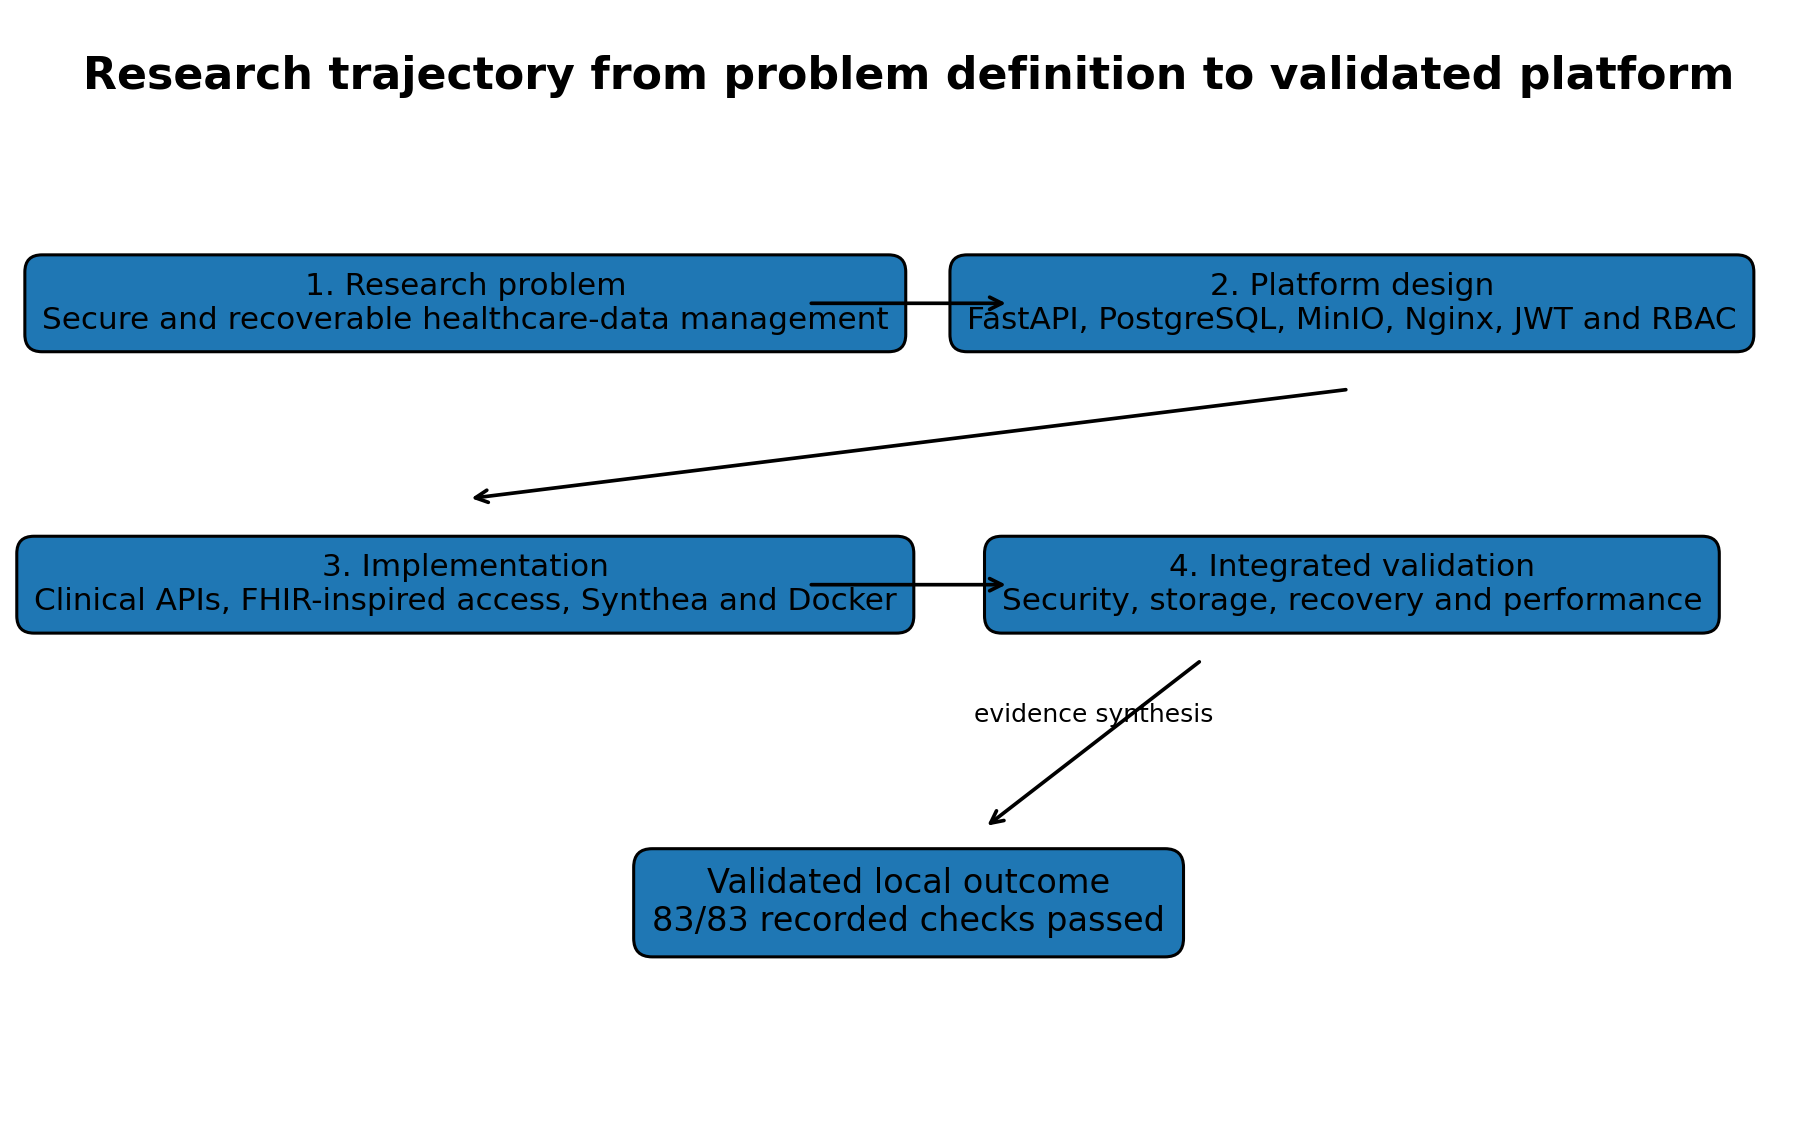 Research trajectory from problem definition to validated platform
1. Research problem
Secure and recoverable healthcare-data management
2. Platform design
FastAPI, PostgreSQL, MinIO, Nginx, JWT and RBAC
3. Implementation
Clinical APIs, FHIR-inspired access, Synthea and Docker
4. Integrated validation
Security, storage, recovery and performance
evidence synthesis
Validated local outcome
83/83 recorded checks passed